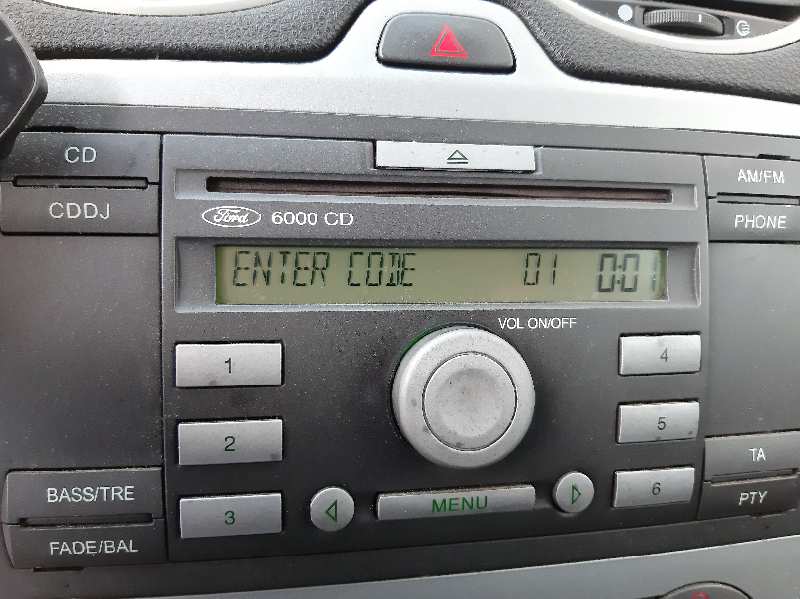 CD
CDDJ
AM/FM
PHONE
Ford 6000 CD
ENTER CODE 01 0:01
VOL ON/OFF
1
2
3
4
5
6
MENU
BASS/TRE
FADE/BAL
TA
PTY